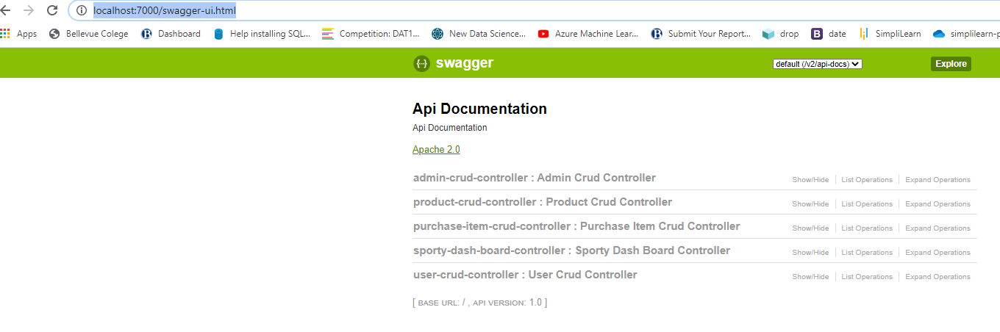 localhost:7000/swagger-ui.html
Apps Bellevue Colege Dashboard Help installing SQL... Competition: DAT1... New Data Science... Azure Machine Lear... Submit Your Report... drop date SimpliLearn simplilearn-p
swagger default (/v2/api-docs) Explore
Api Documentation
Api Documentation
Apache 2.0
admin-crud-controller : Admin Crud Controller Show/Hide List Operations Expand Operations
product-crud-controller : Product Crud Controller Show/Hide List Operations Expand Operations
purchase-item-crud-controller : Purchase Item Crud Controller Show/Hide List Operations Expand Operations
sporty-dash-board-controller : Sporty Dash Board Controller Show/Hide List Operations Expand Operations
user-crud-controller : User Crud Controller Show/Hide List Operations Expand Operations
[ BASE URL: / , API VERSION: 1.0 ]